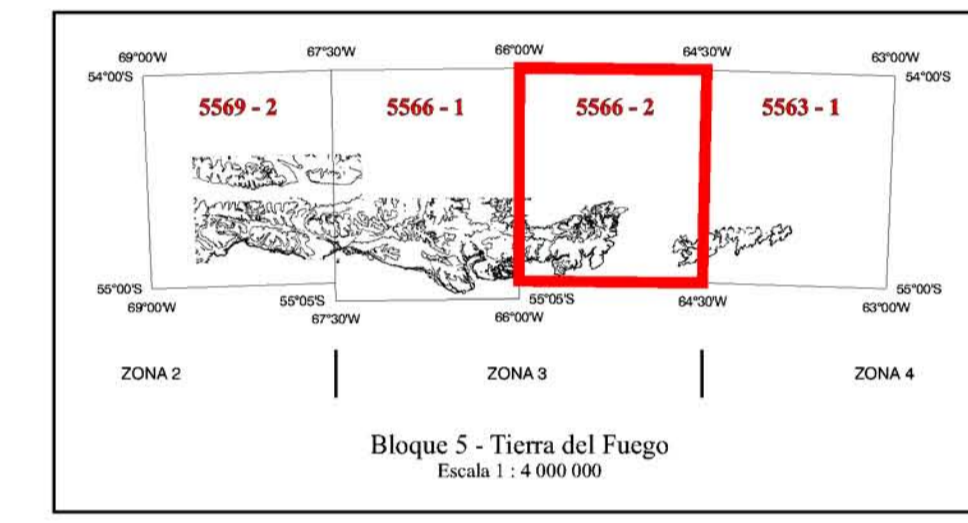 69°00'W 67°30'W 66°00'W 64°30'W 63°00'W
54°00'S 54°00'S
5569 - 2 5566 - 1 5566 - 2 5563 - 1
55°00'S 55°05'S 55°05'S 55°00'S
69°00'W 67°30'W 66°00'W 64°30'W 63°00'W
ZONA 2 ZONA 3 ZONA 4
Bloque 5 - Tierra del Fuego
Escala 1 : 4 000 000